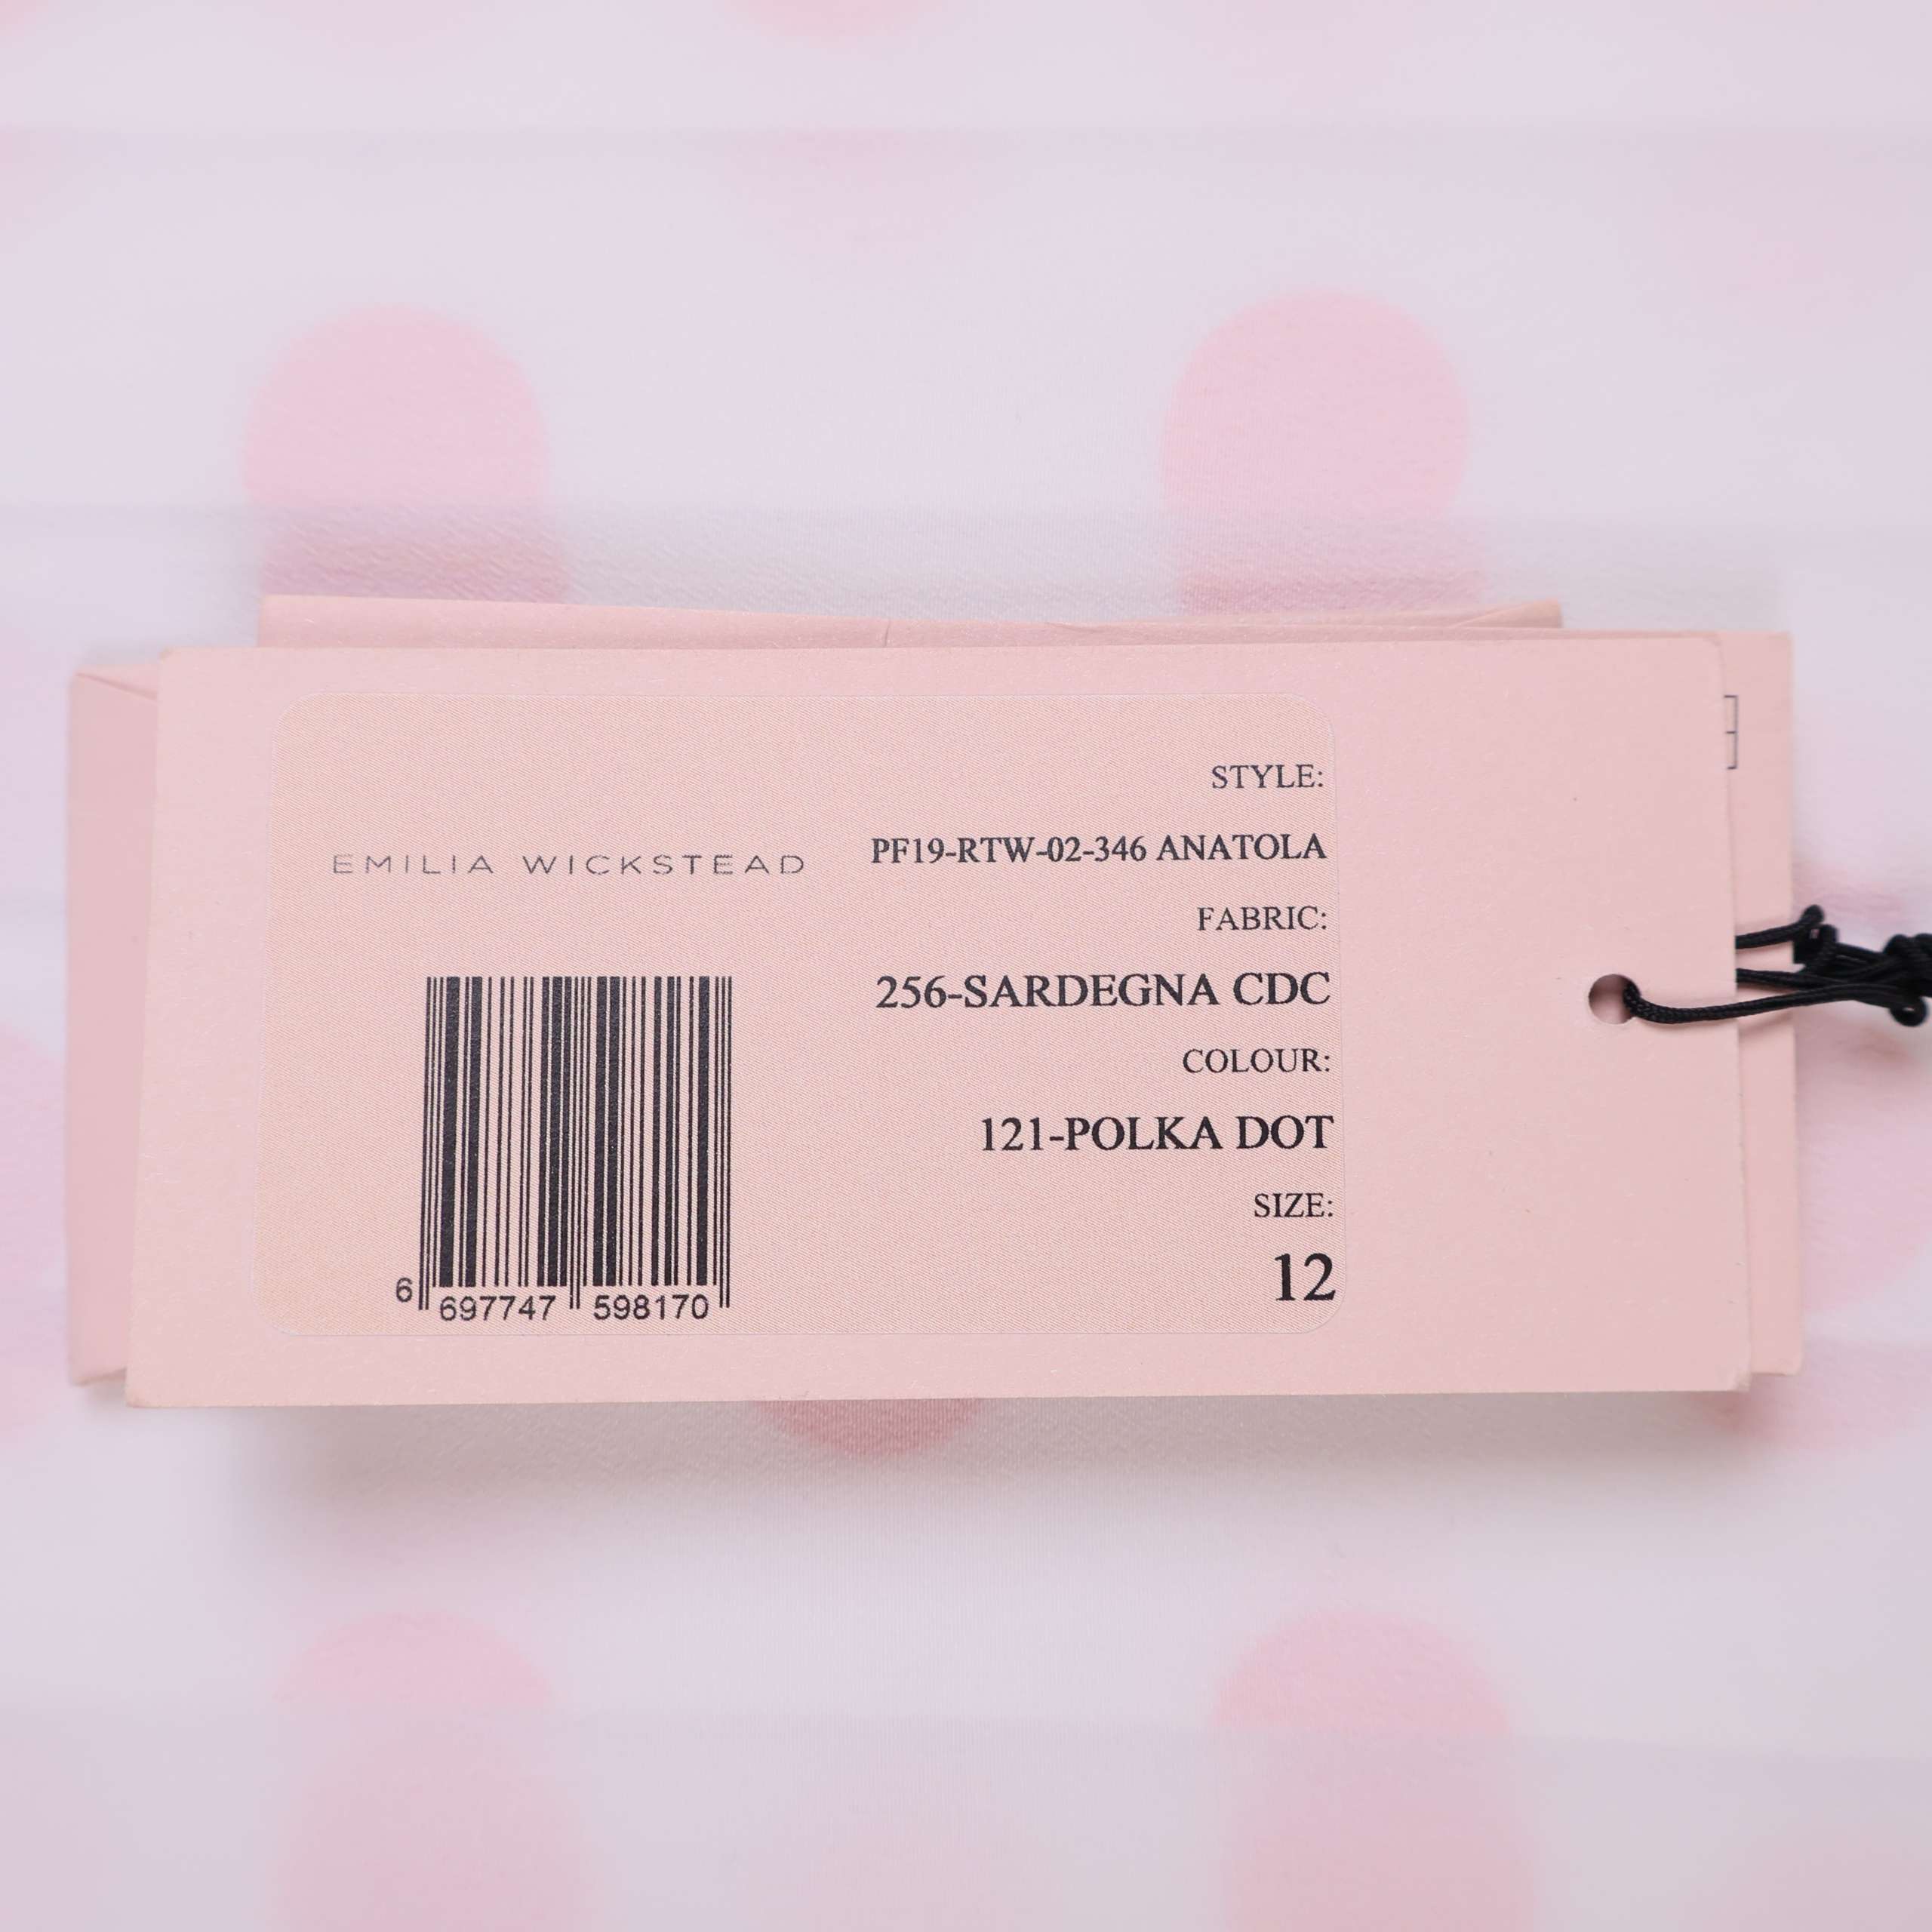 EMILIA WICKSTEAD
6 697747 598170
STYLE:
PF19-RTW-02-346 ANATOLA
FABRIC:
256-SARDEGNA CDC
COLOUR:
121-POLKA DOT
SIZE:
12